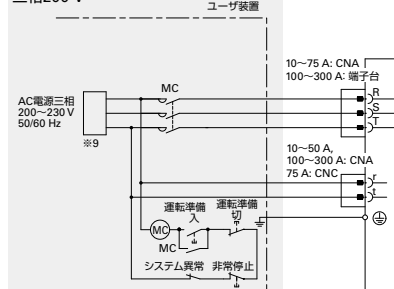 三相200 V
ユーザ装置
10～75 A: CNA
100～300 A: 端子台
MC
R
S
T
AC電源三相
200～230 V
50/60 Hz
※9
10～50 A,
100～300 A: CNA
75 A: CNC
r
t
運転準備
入
運転準備
切
MC
MC
システム異常 非常停止